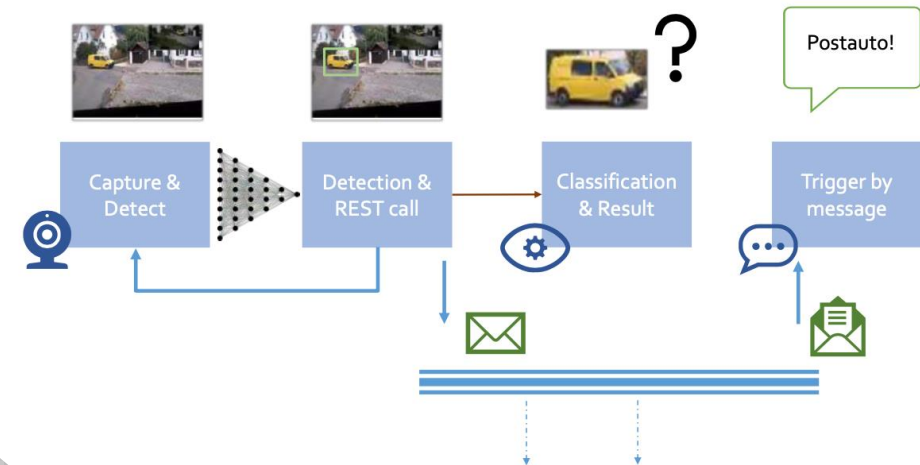 Postauto!
Capture &
Detect
Detection &
REST call
Classification
& Result
Trigger by
message